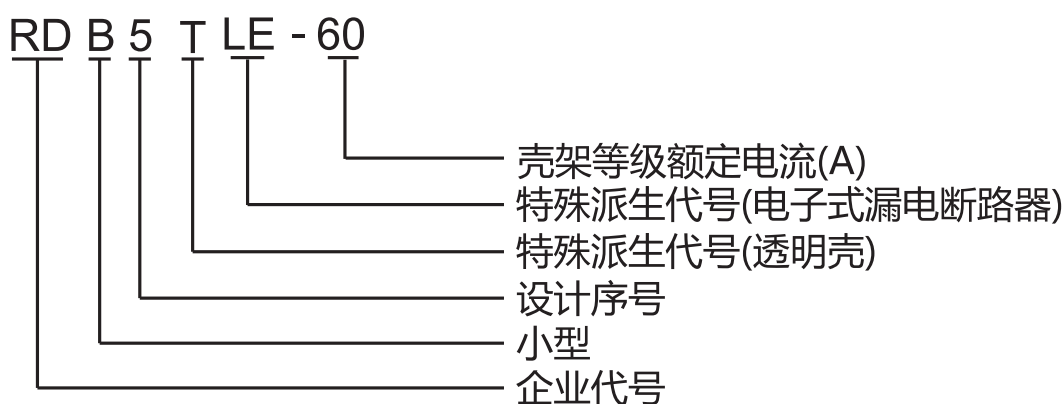 RD B 5 T LE - 60
壳架等级额定电流(A)
特殊派生代号(电子式漏电断路器)
特殊派生代号(透明壳)
设计序号
小型
企业代号